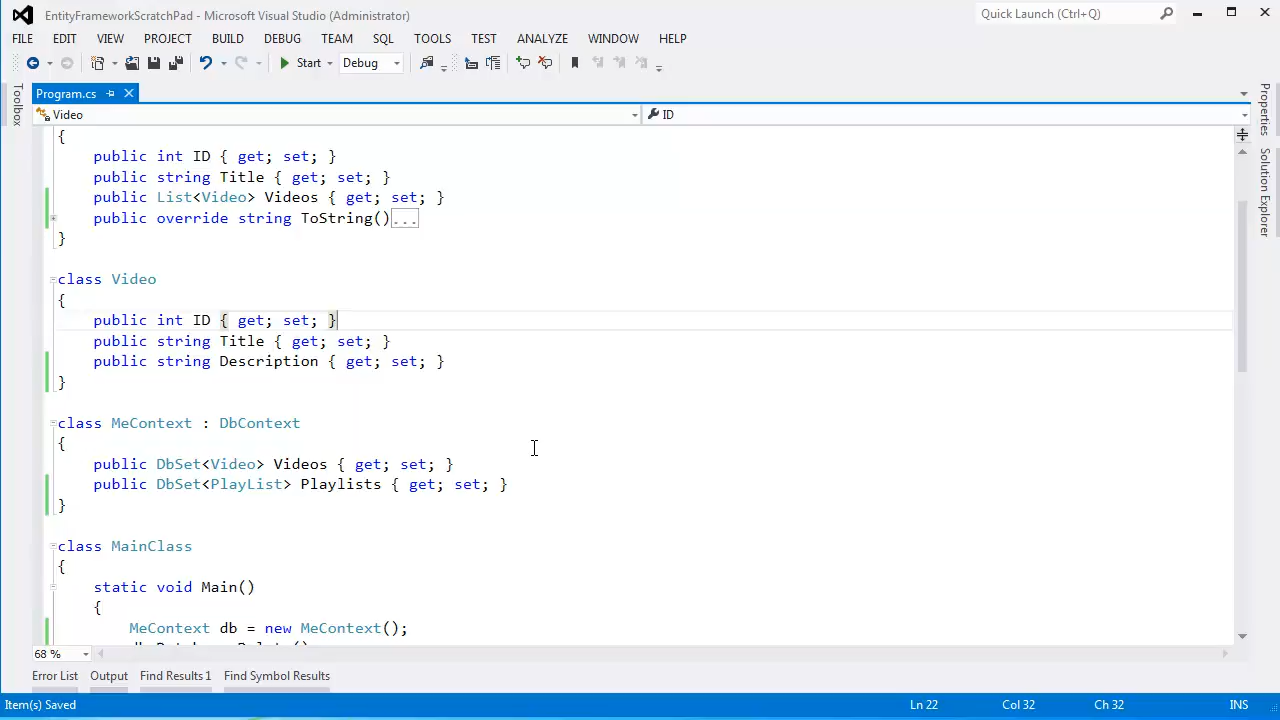 EntityFrameworkScratchPad - Microsoft Visual Studio (Administrator)
Quick Launch (Ctrl+Q)
FILE EDIT VIEW PROJECT BUILD DEBUG TEAM SQL TOOLS TEST ANALYZE WINDOW HELP
Start Debug
Toolbox
Program.cs
Properties
Solution Explorer
Video ID
{
public int ID { get; set; }
public string Title { get; set; }
public List<Video> Videos { get; set; }
public override string ToString()...
}
class Video
{
public int ID { get; set; }
public string Title { get; set; }
public string Description { get; set; }
}
class MeContext : DbContext
{
public DbSet<Video> Videos { get; set; }
public DbSet<PlayList> Playlists { get; set; }
}
class MainClass
{
static void Main()
{
MeContext db = new MeContext();
68 %
Error List Output Find Results 1 Find Symbol Results
Item(s) Saved Ln 22 Col 32 Ch 32 INS